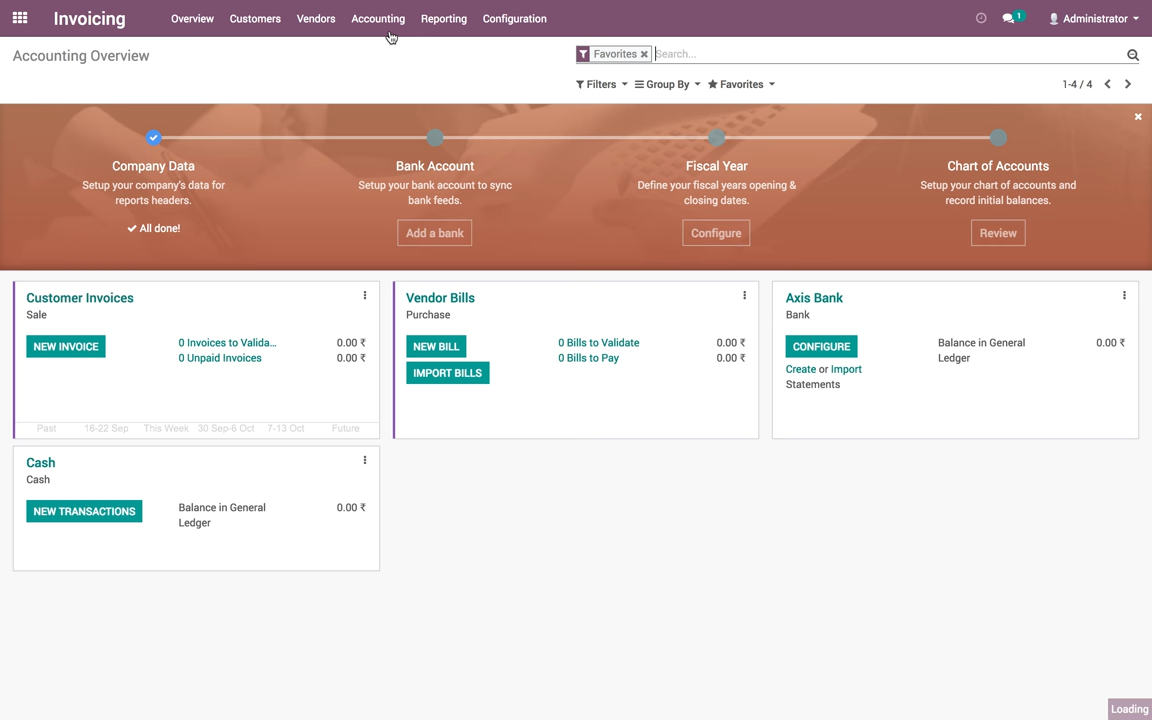 Invoicing
Overview
Customers
Vendors
Accounting
Reporting
Configuration
1
Administrator
Accounting Overview
Favorites
Search...
Filters
Group By
Favorites
1-4 / 4
Company Data
Setup your company's data for
reports headers.
All done!
Bank Account
Setup your bank account to sync
bank feeds.
Add a bank
Fiscal Year
Define your fiscal years opening &
closing dates.
Configure
Chart of Accounts
Setup your chart of accounts and
record initial balances.
Review
Customer Invoices
Sale
NEW INVOICE
0 Invoices to Valida... 0.00 ₹
0 Unpaid Invoices 0.00 ₹
Past 16-22 Sep This Week 30 Sep-6 Oct 7-13 Oct Future
Vendor Bills
Purchase
NEW BILL
IMPORT BILLS
0 Bills to Validate 0.00 ₹
0 Bills to Pay 0.00 ₹
Axis Bank
Bank
CONFIGURE
Create or Import
Statements
Balance in General 0.00 ₹
Ledger
Cash
Cash
NEW TRANSACTIONS
Balance in General 0.00 ₹
Ledger
Loading